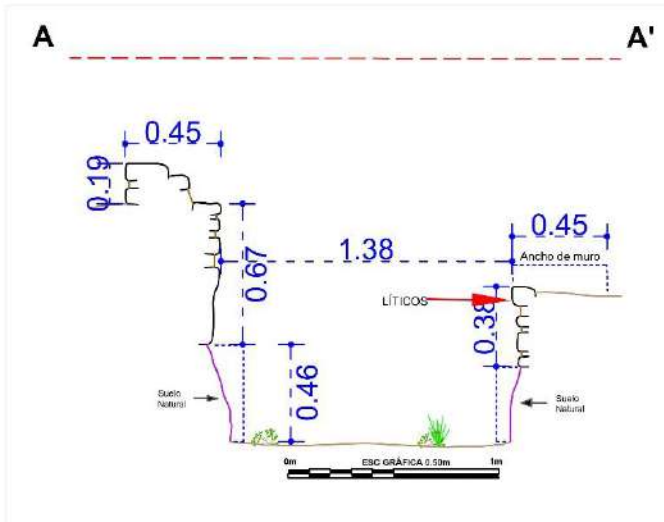 A A'
0.45
0.19
0.45
1.38
Ancho de muro
0.67
LÍTICOS
0.38
0.46
Suelo
Natural
Suelo
Natural
0m ESC GRÁFICA 0.50m 1m